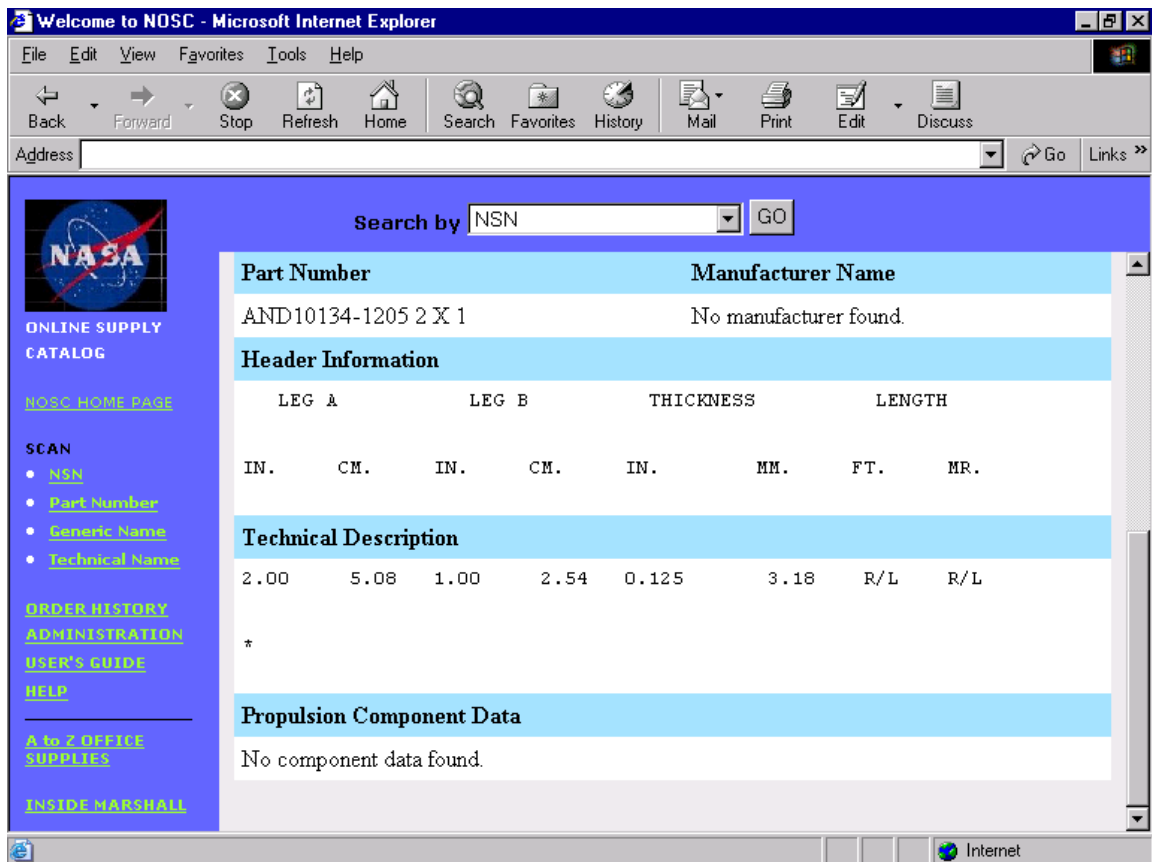 Welcome to NOSC - Microsoft Internet Explorer
File Edit View Favorites Tools Help
Back Forward Stop Refresh Home Search Favorites History Mail Print Edit Discuss
Address Go Links »
NASA
ONLINE SUPPLY
CATALOG
NOSC HOME PAGE
SCAN
• NSN
• Part Number
• Generic Name
• Technical Name
ORDER HISTORY
ADMINISTRATION
USER'S GUIDE
HELP
A to Z OFFICE
SUPPLIES
INSIDE MARSHALL
Search by NSN GO
Part Number Manufacturer Name
AND10134-1205 2 X 1 No manufacturer found.
Header Information
LEG A LEG B THICKNESS LENGTH
IN. CM. IN. CM. IN. MM. FT. MR.
Technical Description
2.00 5.08 1.00 2.54 0.125 3.18 R/L R/L
*
Propulsion Component Data
No component data found.
Internet